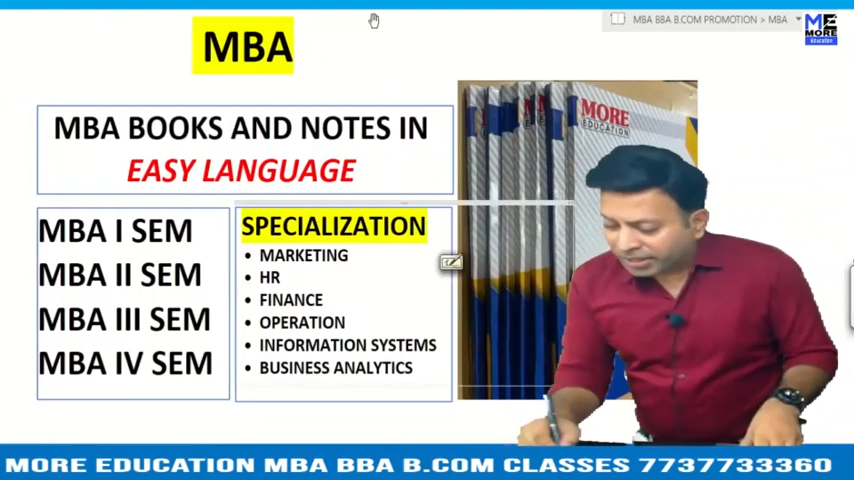 MBA
MBA BBA B.COM PROMOTION > MBA
ME
MORE
Education
MBA BOOKS AND NOTES IN
EASY LANGUAGE
MORE
EDUCATION
MBA I SEM
MBA II SEM
MBA III SEM
MBA IV SEM
SPECIALIZATION
• MARKETING
• HR
• FINANCE
• OPERATION
• INFORMATION SYSTEMS
• BUSINESS ANALYTICS
MORE EDUCATION MBA BBA B.COM CLASSES 7737733360